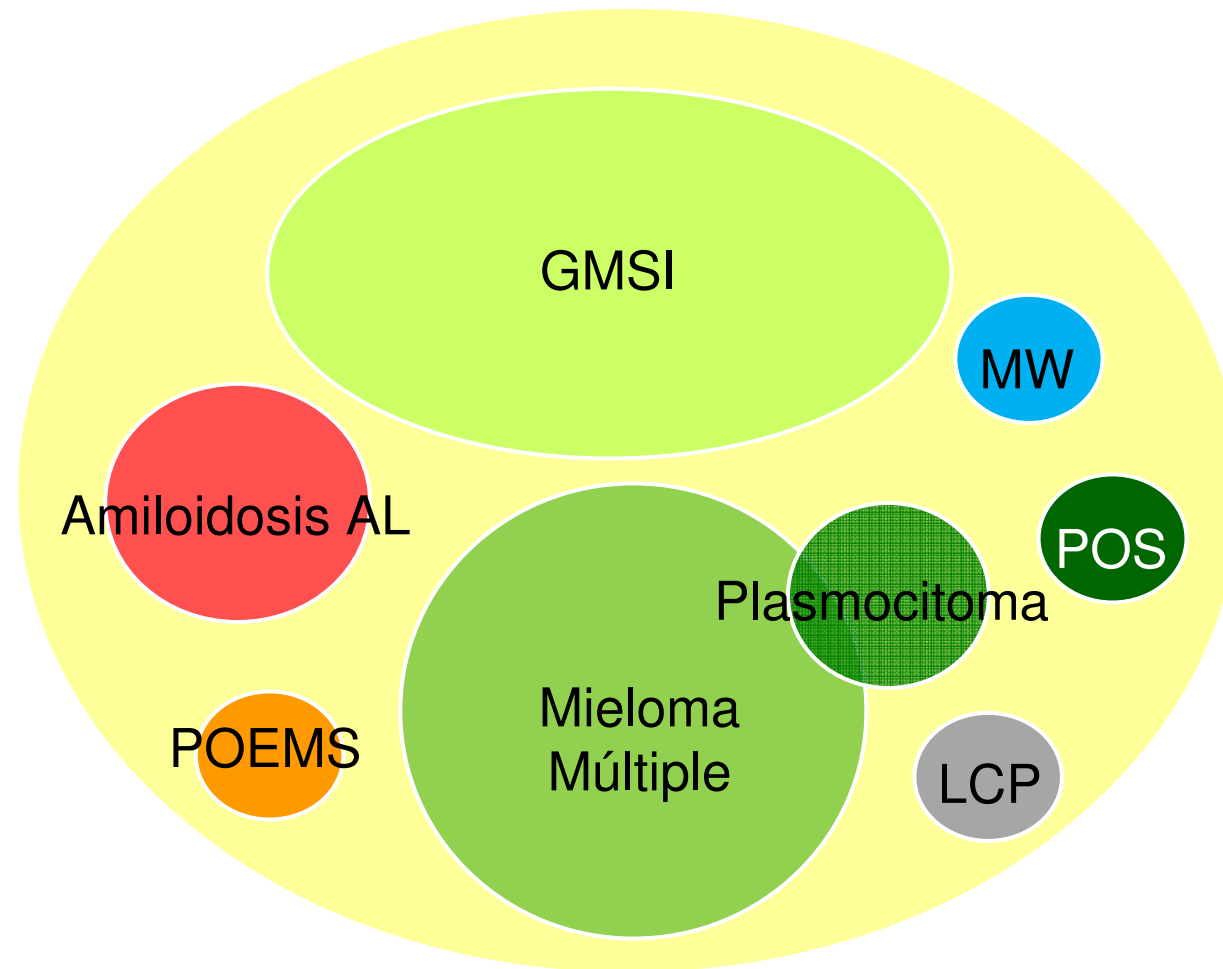 GMSI
MW
Amiloidosis AL
POS
Plasmocitoma
Mieloma
Múltiple
POEMS
LCP